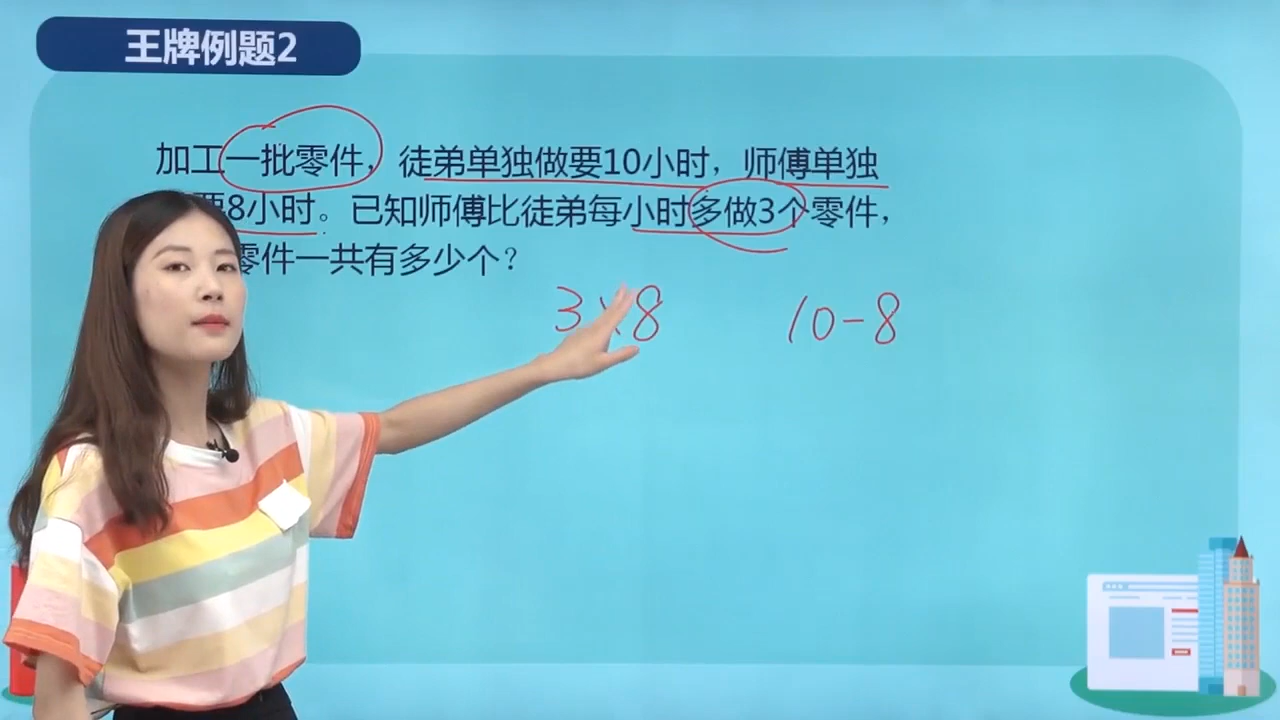 王牌例题2
加工一批零件，徒弟单独做要10小时，师傅单独
8小时。已知师傅比徒弟每小时多做3个零件，
零件一共有多少个？
3×8
10-8